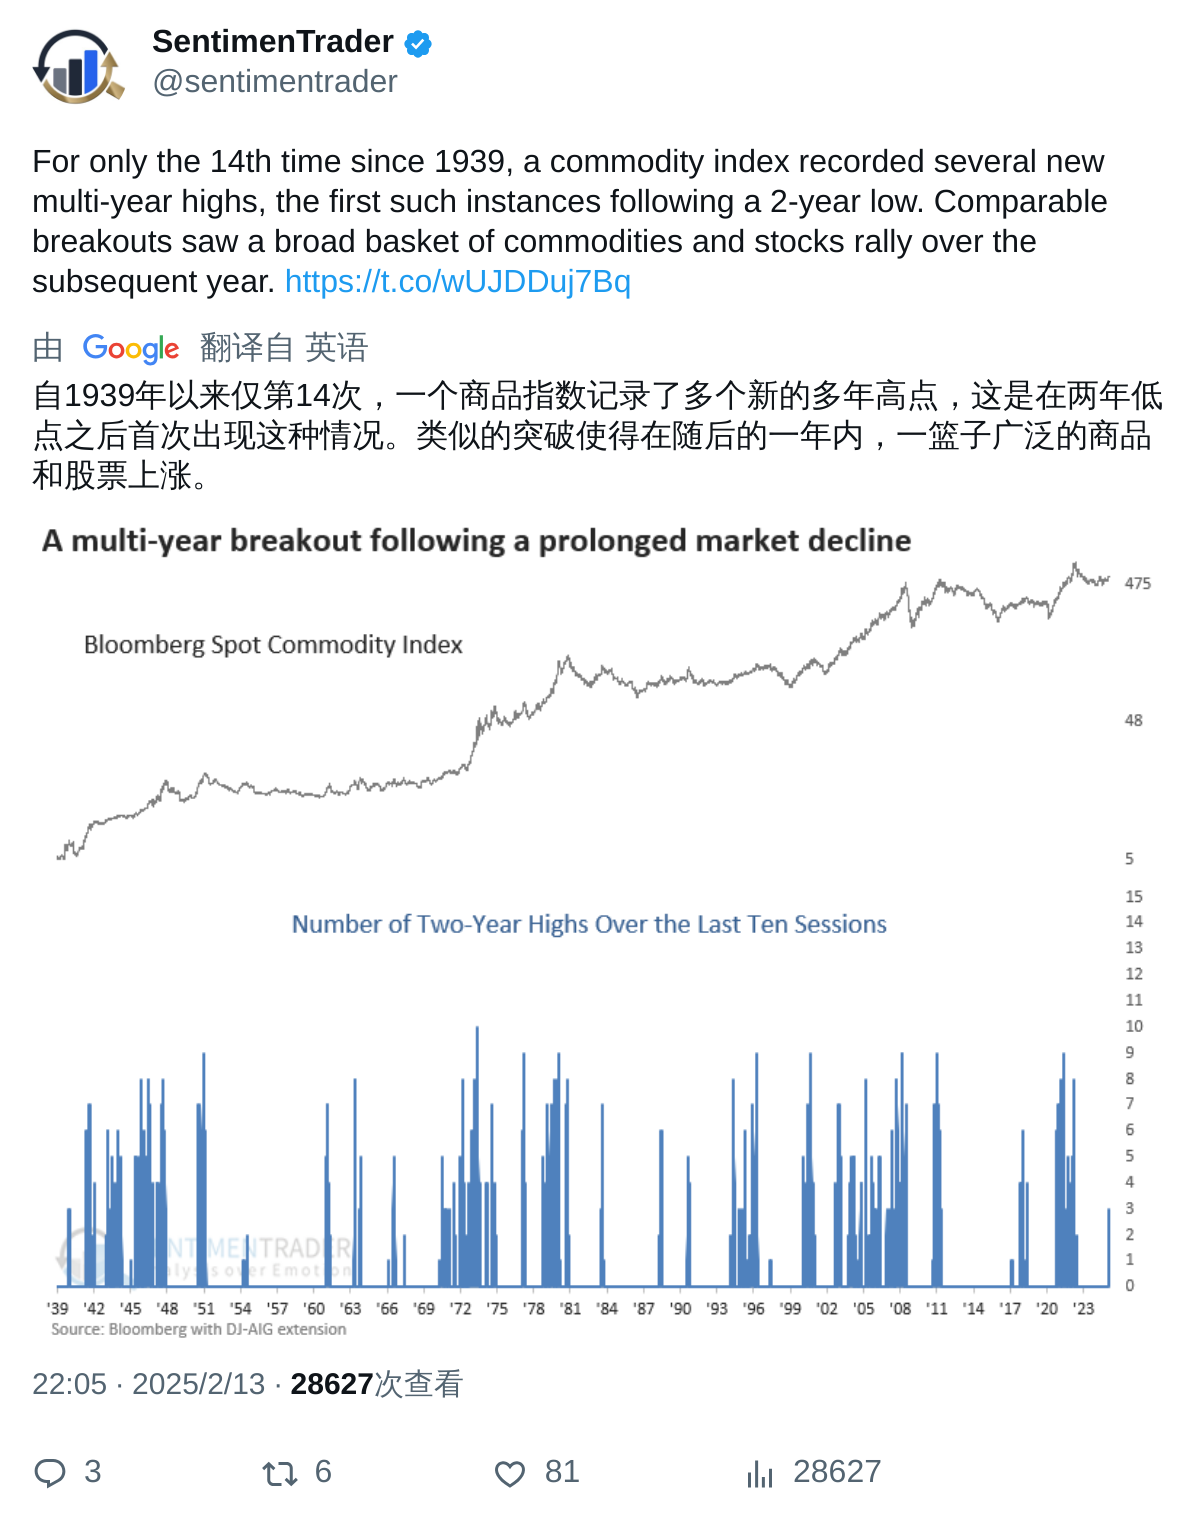 SentimenTrader
@sentimentrader
For only the 14th time since 1939, a commodity index recorded several new
multi-year highs, the first such instances following a 2-year low. Comparable
breakouts saw a broad basket of commodities and stocks rally over the
subsequent year. https://t.co/wUJDDuj7Bq
由 Google 翻译自 英语
自1939年以来仅第14次，一个商品指数记录了多个新的多年高点，这是在两年低
点之后首次出现这种情况。类似的突破使得在随后的一年内，一篮子广泛的商品
和股票上涨。
A multi-year breakout following a prolonged market decline
475
Bloomberg Spot Commodity Index
48
5
15
Number of Two-Year Highs Over the Last Ten Sessions
14
13
12
11
10
9
8
7
6
5
4
3
2
1
0
'39 '42 '45 '48 '51 '54 '57 '60 '63 '66 '69 '72 '75 '78 '81 '84 '87 '90 '93 '96 '99 '02 '05 '08 '11 '14 '17 '20 '23
Source: Bloomberg with DJ-AIG extension
22:05 · 2025/2/13 · 28627次查看
3 6 81 28627